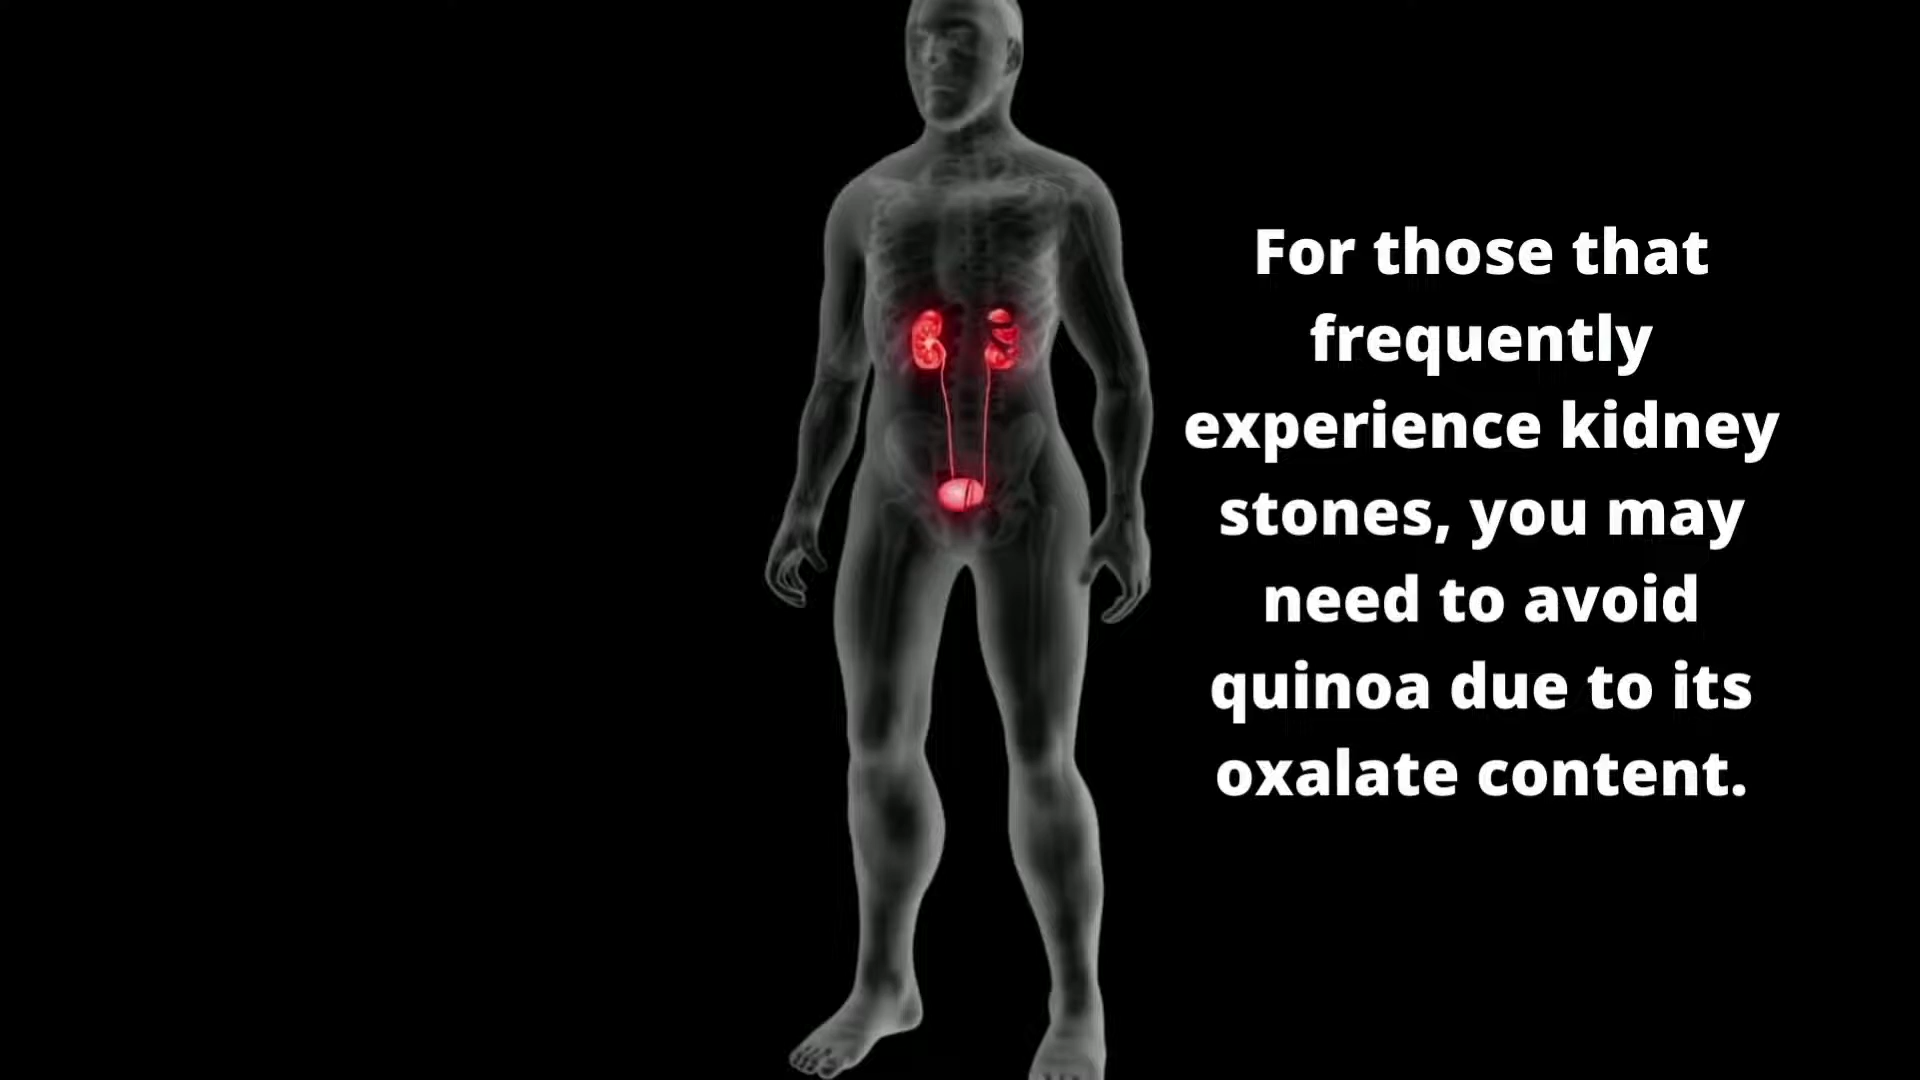 For those that
frequently
experience kidney
stones, you may
need to avoid
quinoa due to its
oxalate content.